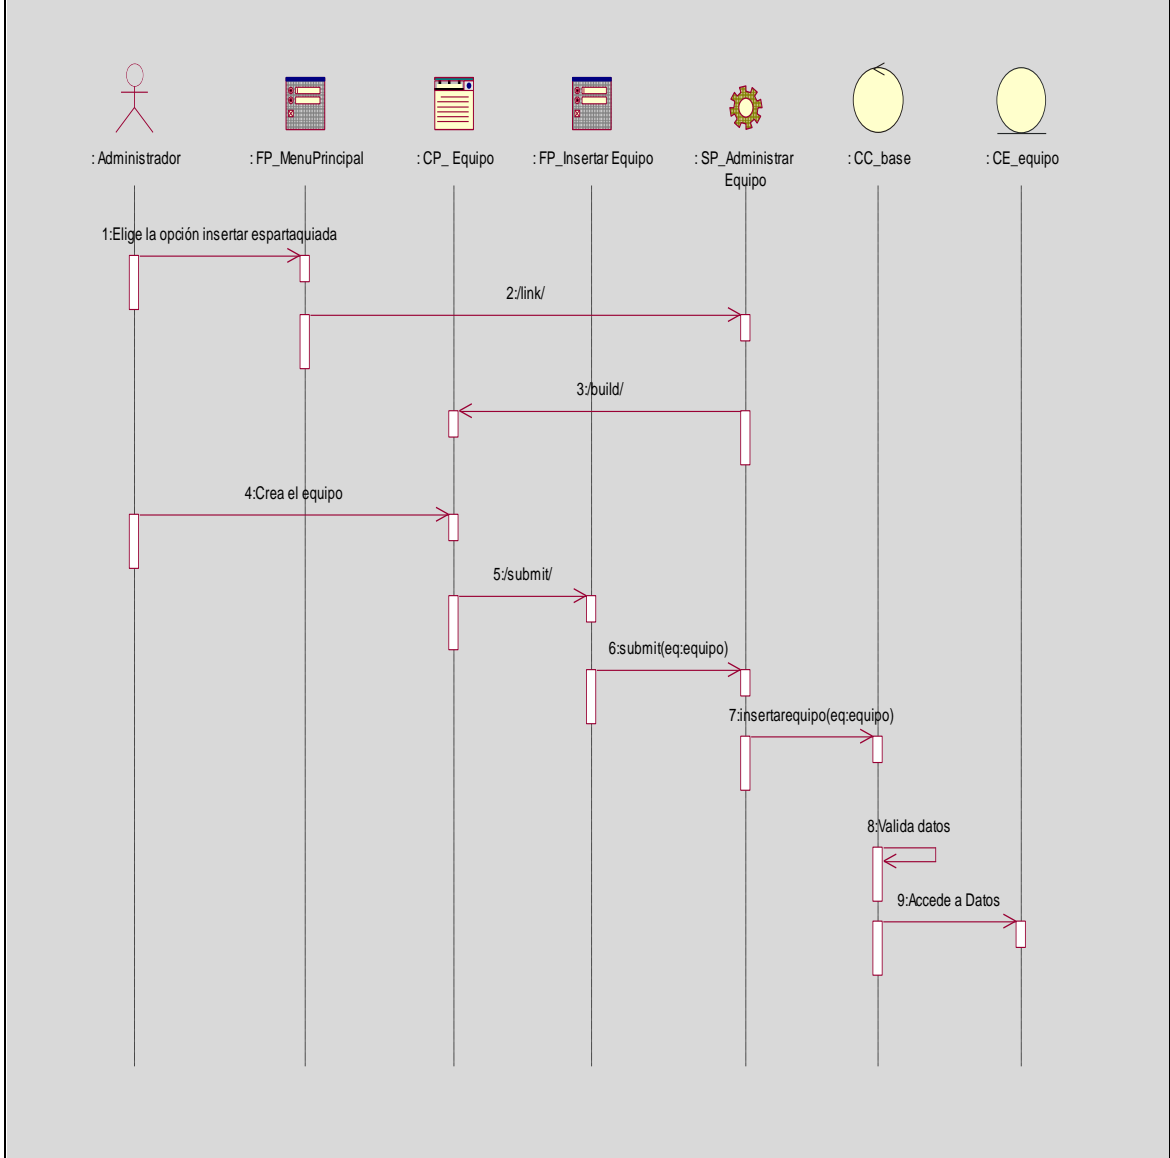 : Administrador
: FP_MenuPrincipal
: CP_ Equipo
: FP_Insertar Equipo
: SP_Administrar
Equipo
: CC_base
: CE_equipo
1:Elige la opción insertar espartaquiada
2:/link/
3:/build/
4:Crea el equipo
5:/submit/
6:submit(eq:equipo)
7:insertarequipo(eq:equipo)
8:Valida datos
9:Accede a Datos